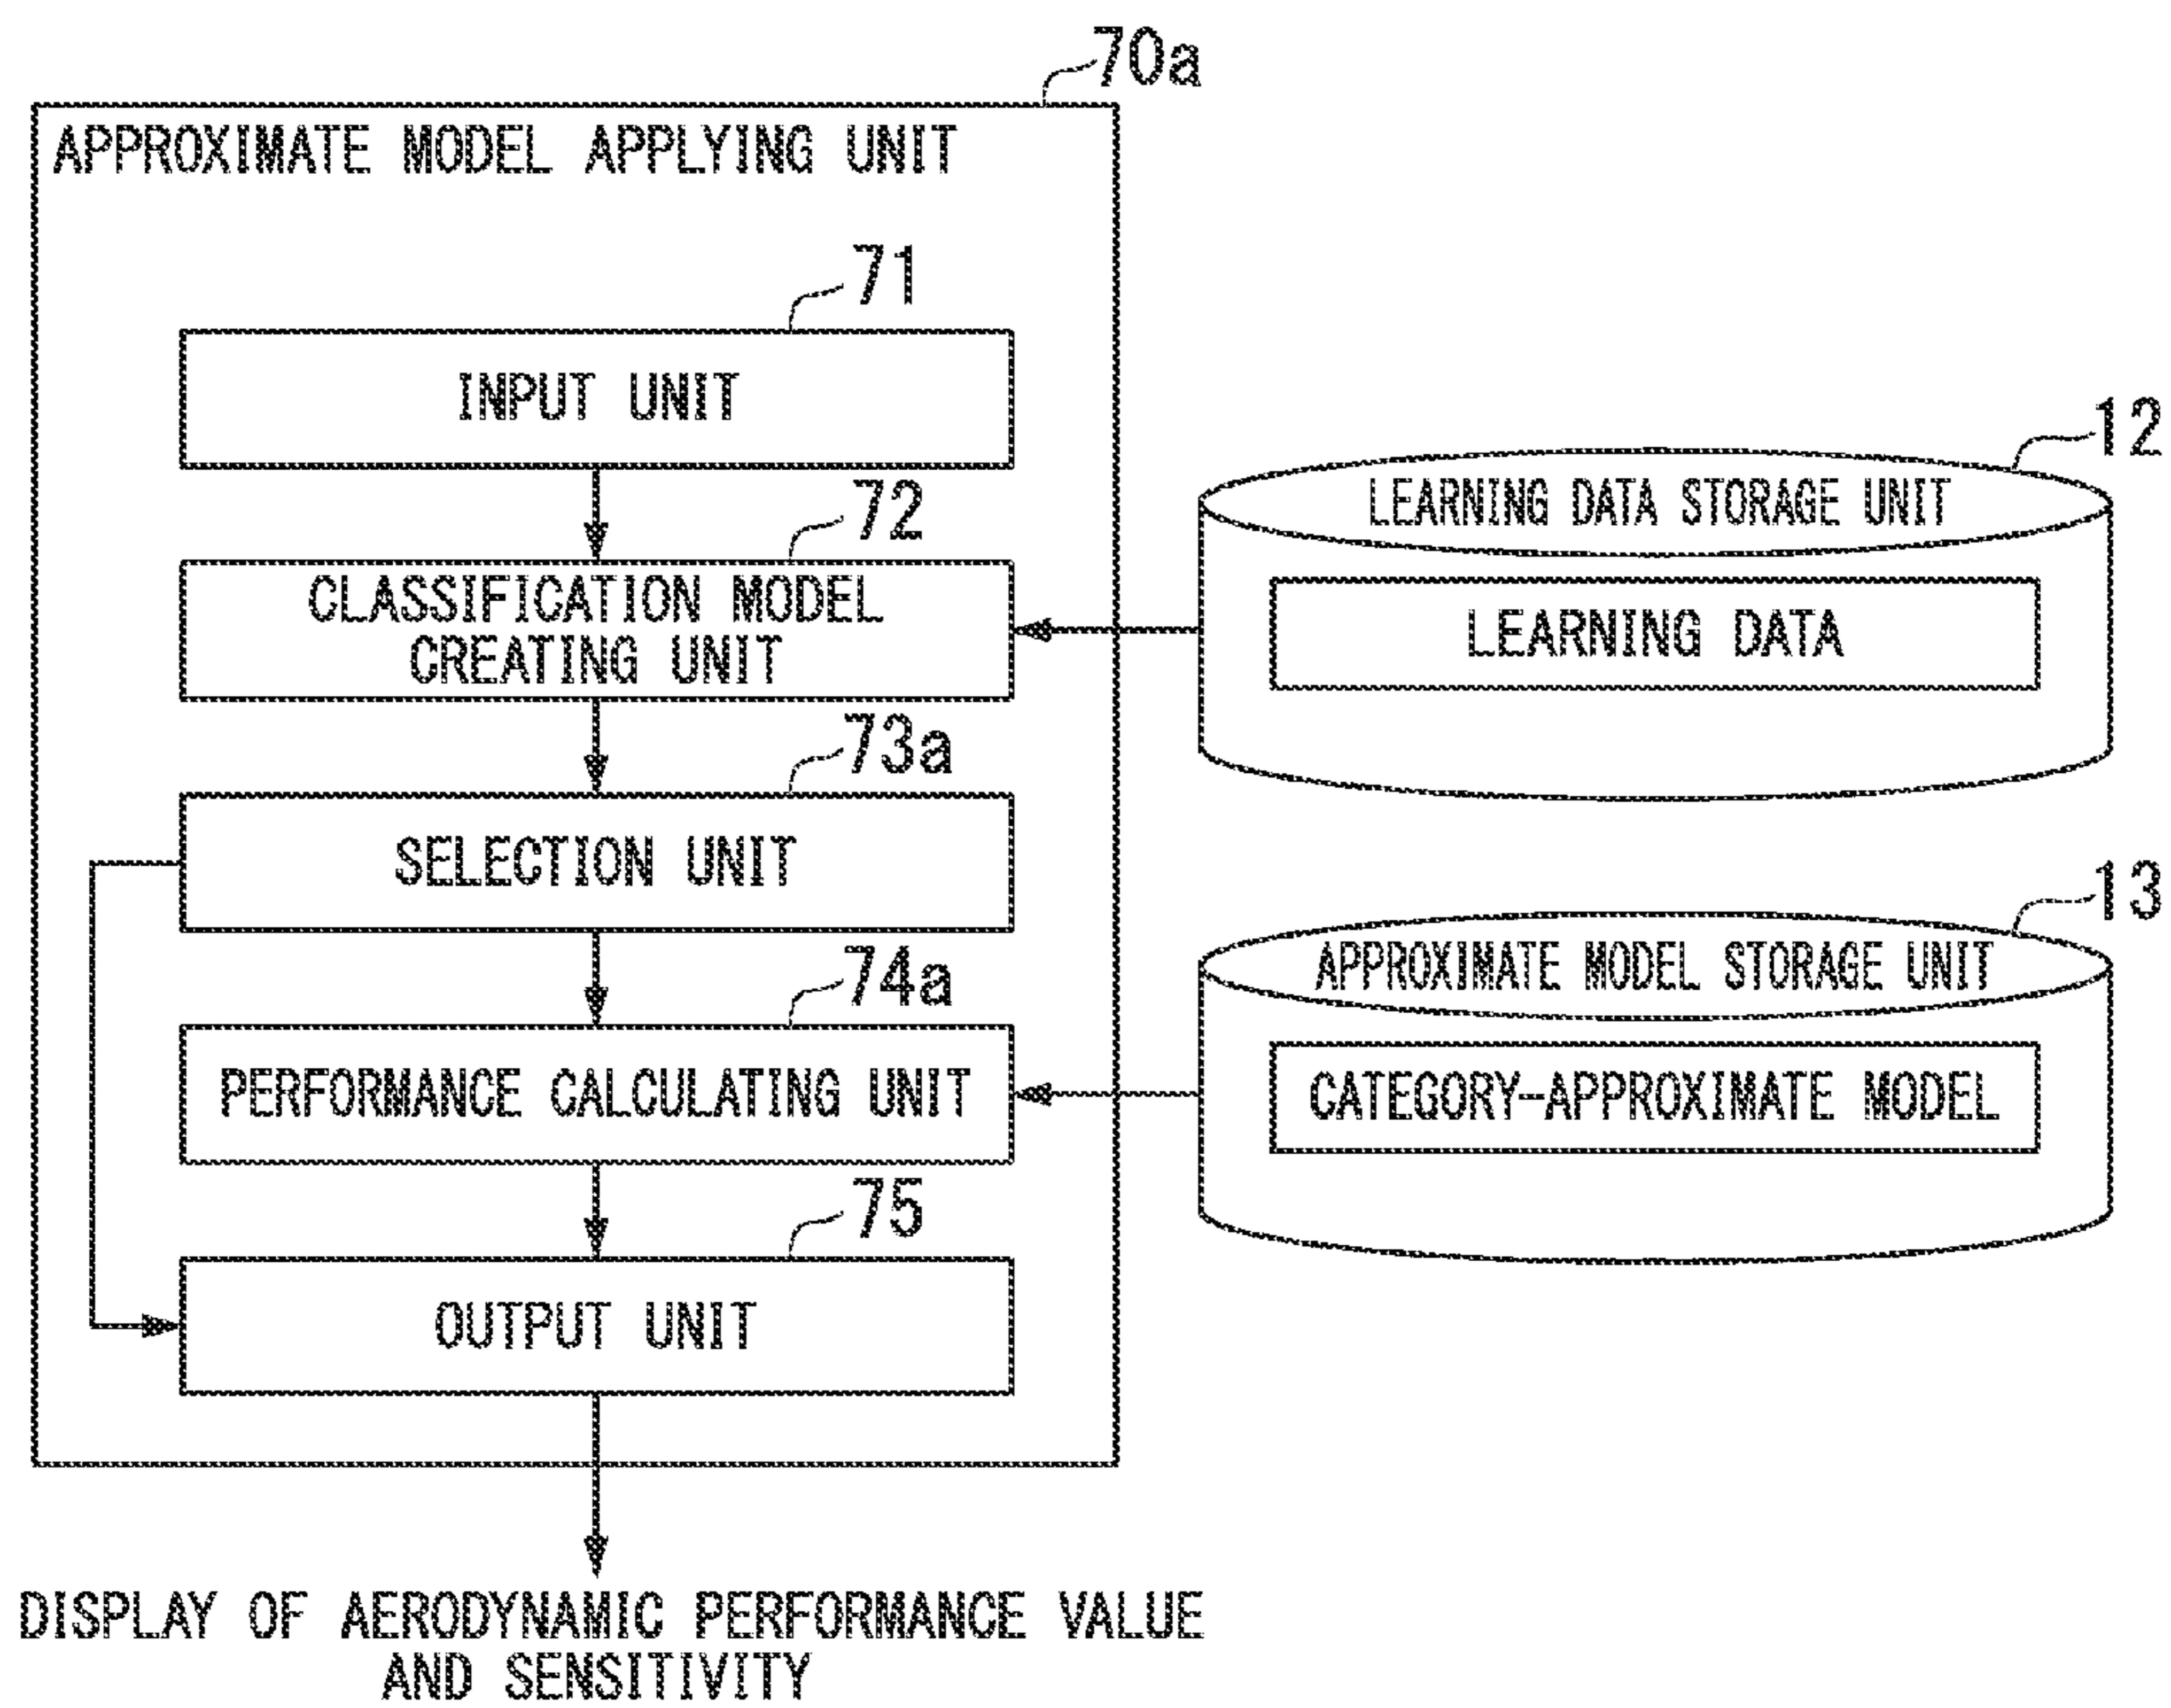 70a
APPROXIMATE MODEL APPLYING UNIT
71
INPUT UNIT
72
CLASSIFICATION MODEL
CREATING UNIT
73a
SELECTION UNIT
74a
PERFORMANCE CALCULATING UNIT
75
OUTPUT UNIT
12
LEARNING DATA STORAGE UNIT
LEARNING DATA
13
APPROXIMATE MODEL STORAGE UNIT
CATEGORY-APPROXIMATE MODEL
DISPLAY OF AERODYNAMIC PERFORMANCE VALUE
AND SENSITIVITY